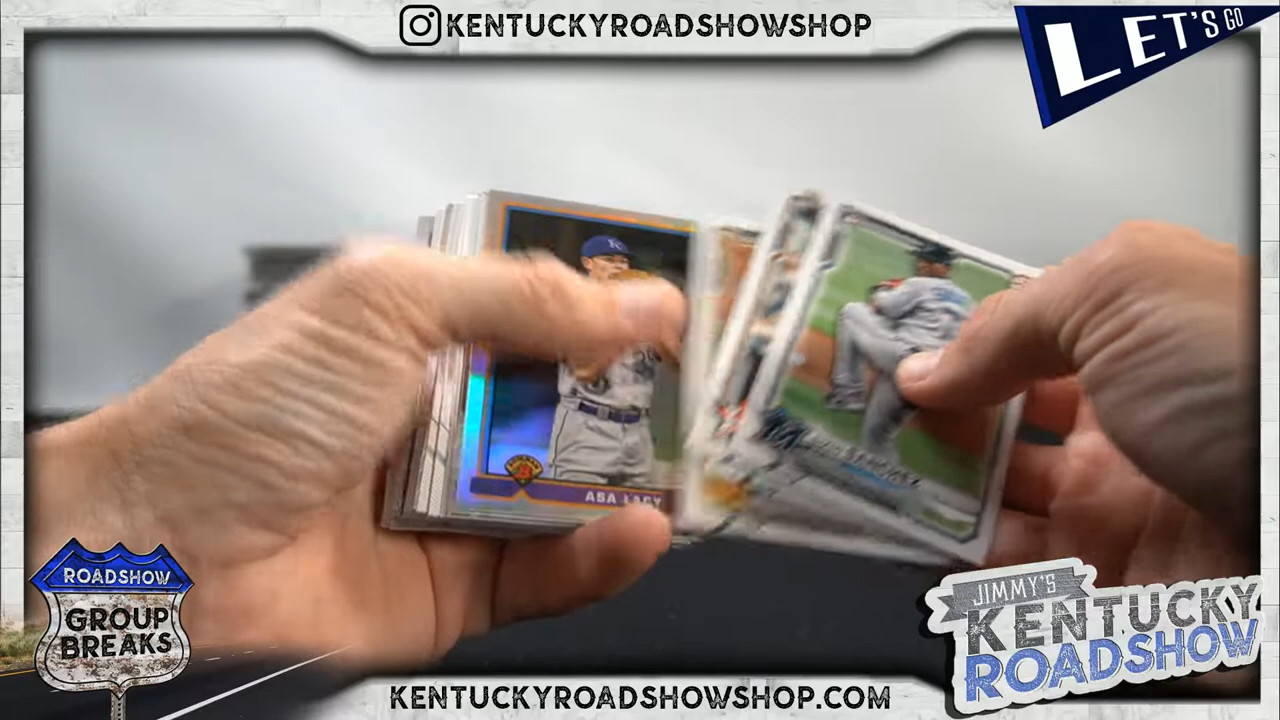 KENTUCKYROADSHOWSHOP
LET'S GO
ASA LACY
ROADSHOW
GROUP
BREAKS
JIMMY'S
KENTUCKY
ROADSHOW
KENTUCKYROADSHOWSHOP.COM